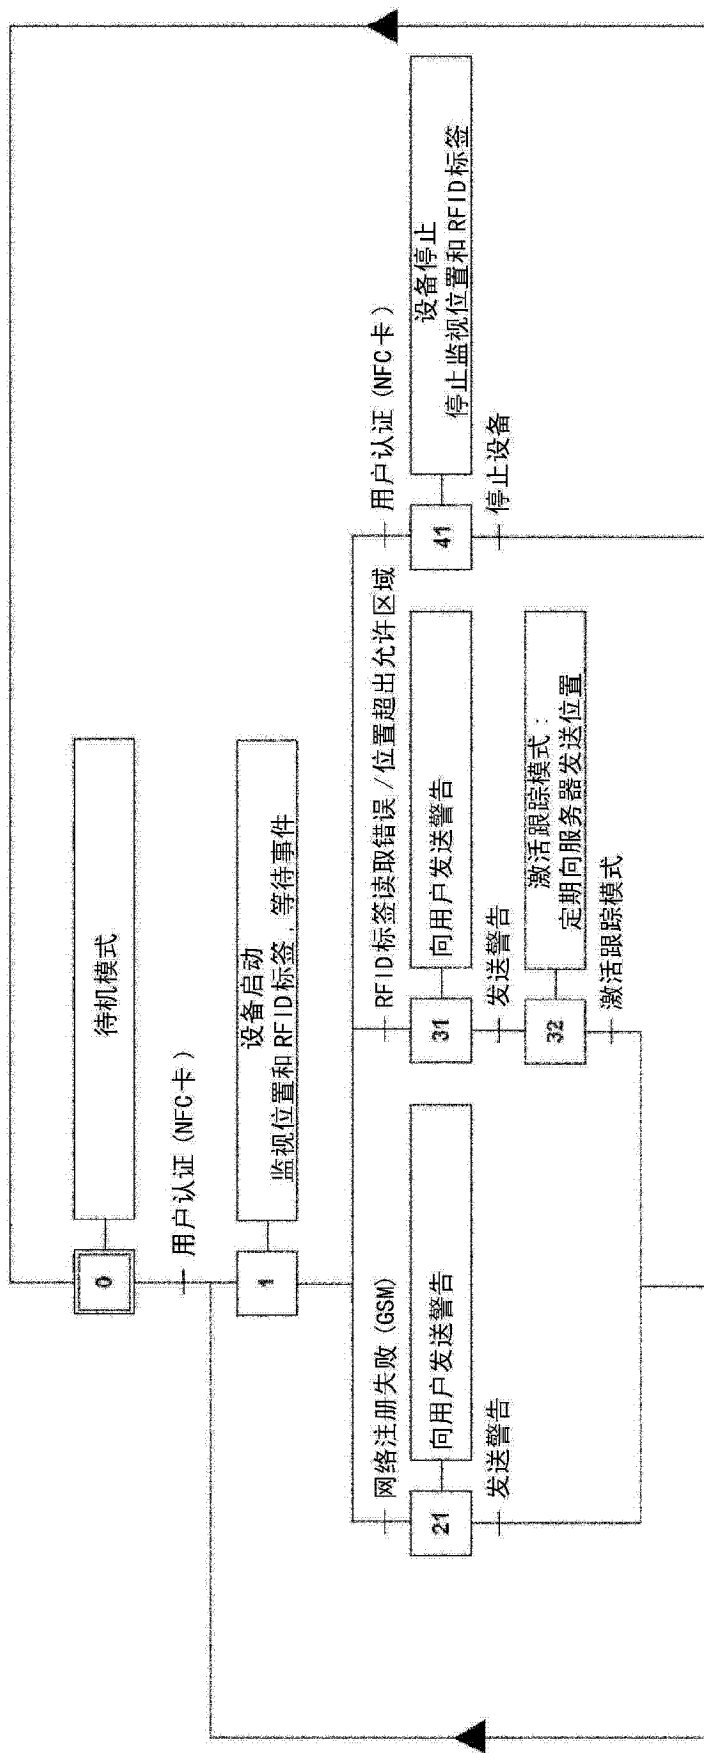 0
待机模式
用户认证 (NFC卡)
1
设备启动
监视位置和 RFID标签，等待事件
网络注册失败 (GSM)
21
向用户发送警告
发送警告
RFID标签读取错误 / 位置超出允许区域
31
向用户发送警告
发送警告
32
激活跟踪模式：
定期向服务器发送位置
激活跟踪模式
用户认证 (NFC卡)
41
设备停止
停止监视位置和 RFID标签
停止设备